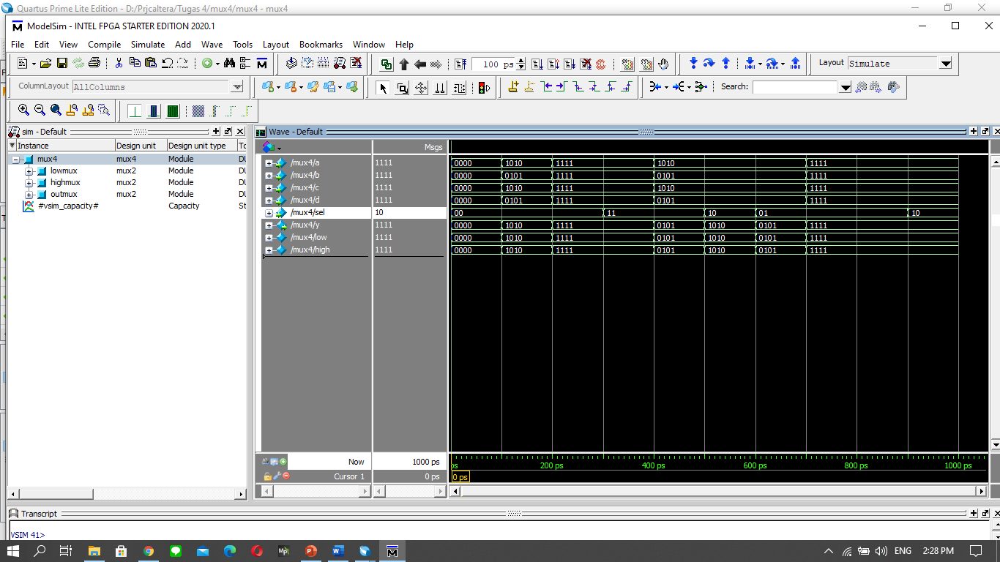 Quartus Prime Lite Edition - D:/Prjcaltera/Tugas 4/mux4/mux4 - mux4
ModelSim - INTEL FPGA STARTER EDITION 2020.1
File Edit View Compile Simulate Add Wave Tools Layout Bookmarks Window Help
100 ps
Layout Simulate
ColumnLayout AllColumns
Search:
sim - Default
Wave - Default
Instance Design unit Design unit type
Msgs
mux4 mux4 Module
lowmux mux2 Module
highmux mux2 Module
outmux mux2 Module
#vsim_capacity# Capacity
/mux4/a 1111 0000 1010 1111 1010 1111
/mux4/b 1111 0000 0101 1111 0101 1111
/mux4/c 1111 0000 1010 1111 1010 1111
/mux4/d 1111 0000 0101 1111 0101 1111
/mux4/sel 10 00 11 10 01 10
/mux4/y 1111 0000 1010 1111 0101 1010 0101 1111
/mux4/low 1111 0000 1010 1111 0101 1010 0101 1111
/mux4/high 1111 0000 1010 1111 0101 1010 0101 1111
Now 1000 ps
ps 200 ps 400 ps 600 ps 800 ps 1000 ps
Cursor 1 0 ps 0 ps
Transcript
VSIM 41>
ENG 2:28 PM